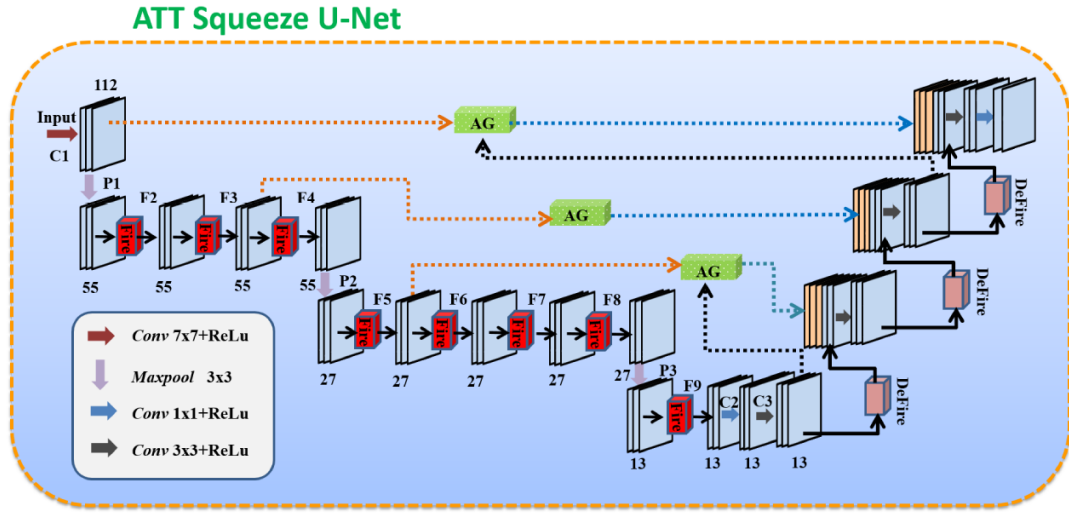 ATT Squeeze U-Net
112
Input
C1
AG
P1
F2
F3
F4
Fire
Fire
Fire
55
55
55
55
AG
DeFire
P2
F5
F6
F7
F8
Fire
Fire
Fire
Fire
27
27
27
27
27
AG
DeFire
P3
F9
Fire
C2
C3
13
13
13
13
DeFire
Conv 7x7+ReLu
Maxpool 3x3
Conv 1x1+ReLu
Conv 3x3+ReLu